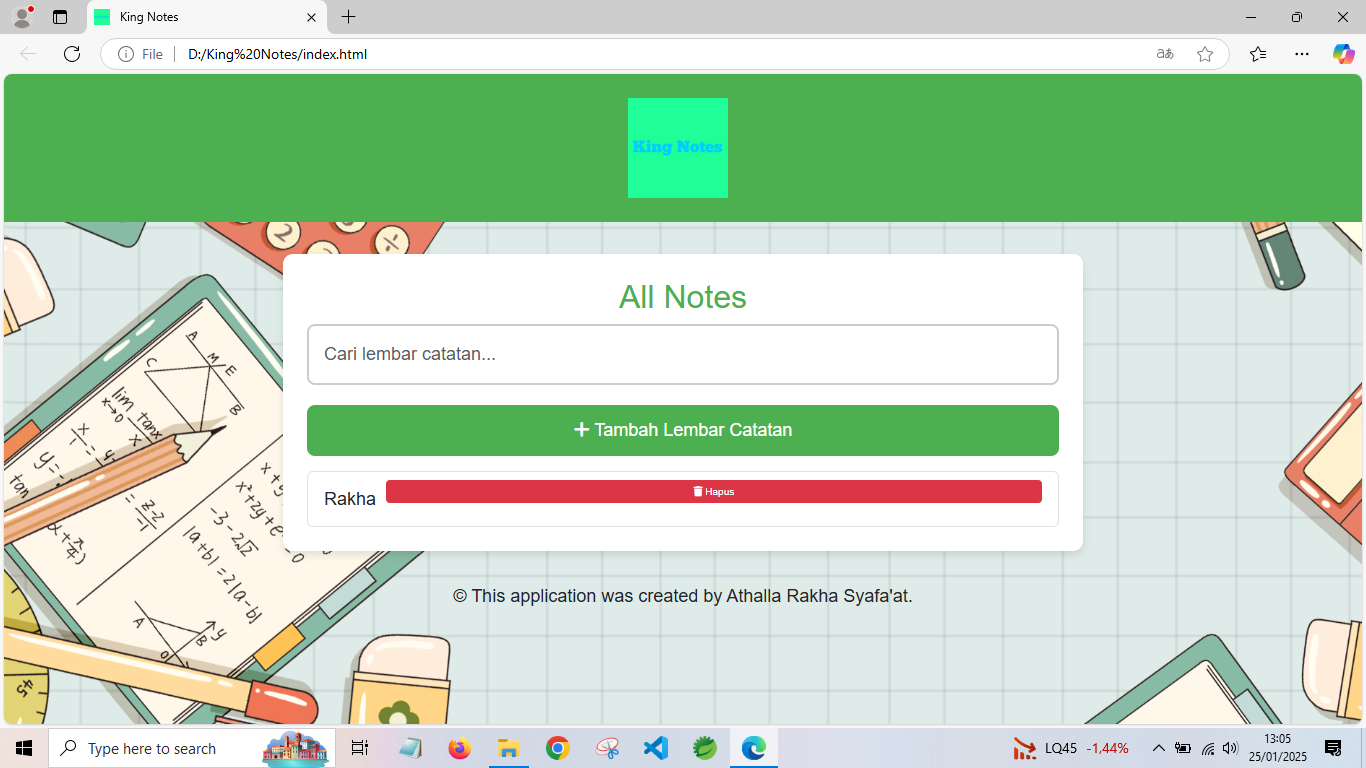 King Notes
File
D:/King%20Notes/index.html
aあ
King Notes
All Notes
Cari lembar catatan...
Tambah Lembar Catatan
Rakha
Hapus
© This application was created by Athalla Rakha Syafa'at.
Type here to search
LQ45 -1,44%
13:05
25/01/2025